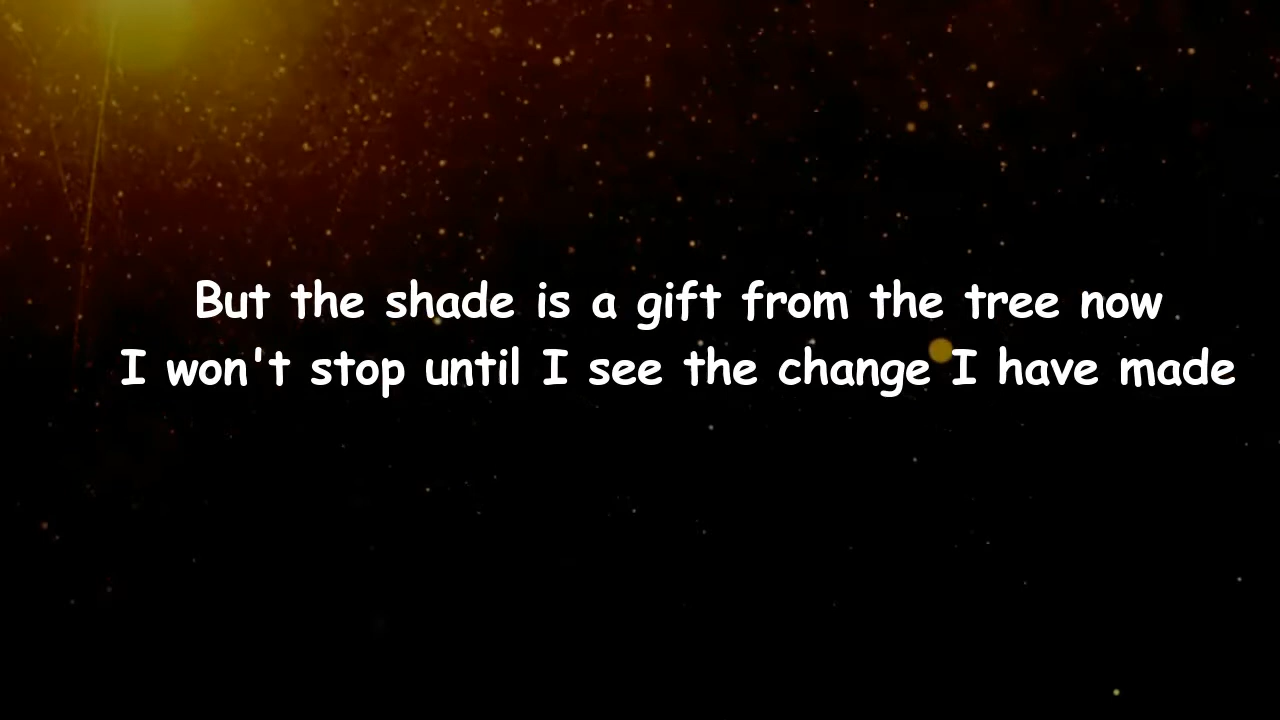 But the shade is a gift from the tree now
I won't stop until I see the change I have made